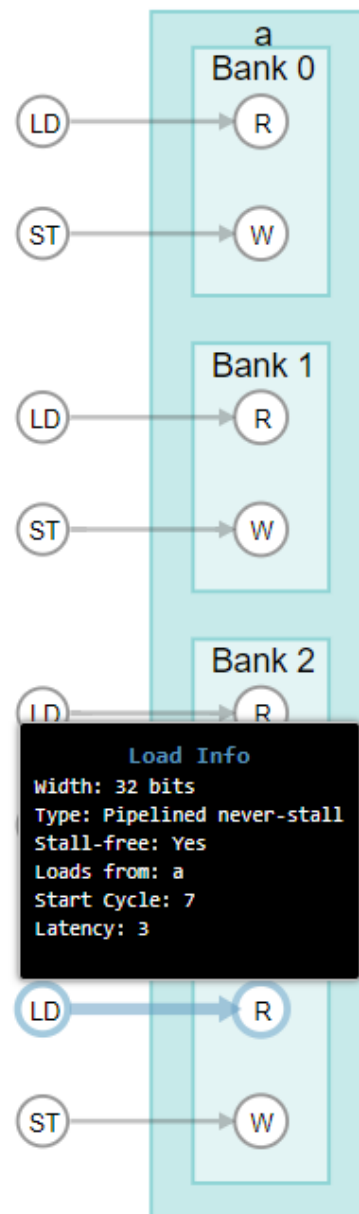 a
Bank 0
LD R
ST W
Bank 1
LD R
ST W
Bank 2
LD R
Load Info
Width: 32 bits
Type: Pipelined never-stall
Stall-free: Yes
Loads from: a
Start Cycle: 7
Latency: 3
LD R
ST W